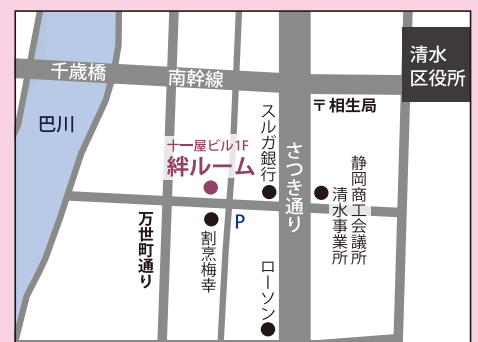 清水
区役所
千歳橋
南幹線
〒相生局
巴川
スルガ銀行
さつき通り
十一屋ビル1F
絆ルーム
静岡商工会議所
清水事業所
万世町通り
割烹梅幸
P
ローソン